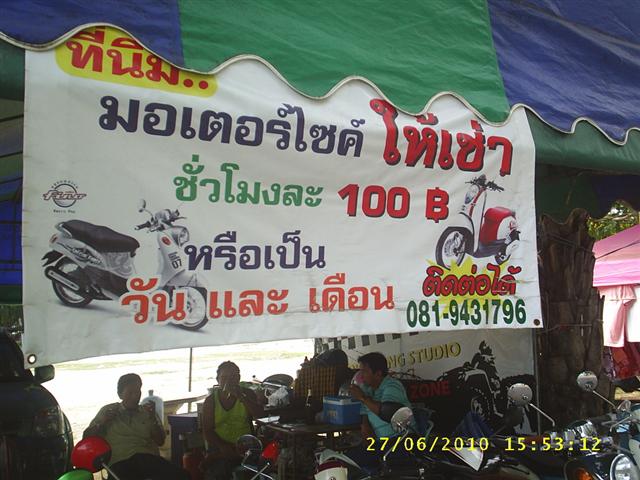 ที่นี่มี..
มอเตอร์ไซค์ ให้เช่า
ชั่วโมงละ 100 ฿
Fino
หรือเป็น
วัน และ เดือน
ติดต่อได้
081-9431796
NG STUDIO
ZONE
27/06/2010 15:53:12